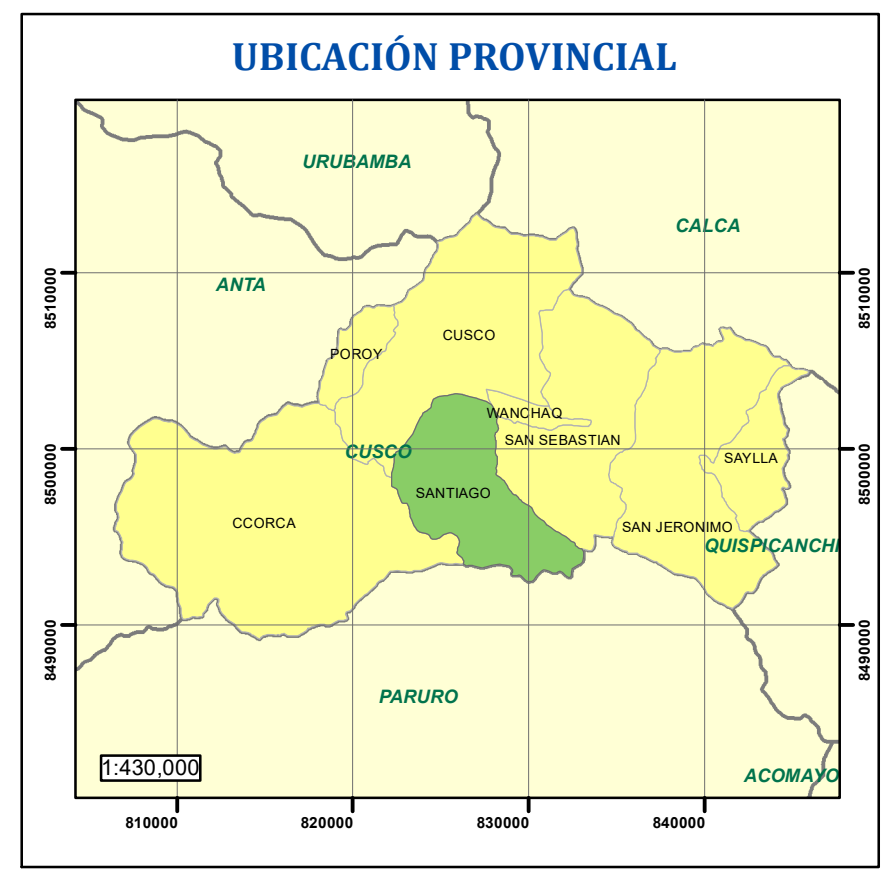 UBICACIÓN PROVINCIAL
URUBAMBA
CALCA
ANTA
8510000
8510000
CUSCO
POROY
WANCHAQ
SAN SEBASTIAN
CUSCO
SAYLLA
8500000
8500000
SANTIAGO
CCORCA
SAN JERONIMO
QUISPICANCHI
8490000
8490000
PARURO
1:430,000
ACOMAYO
810000
820000
830000
840000